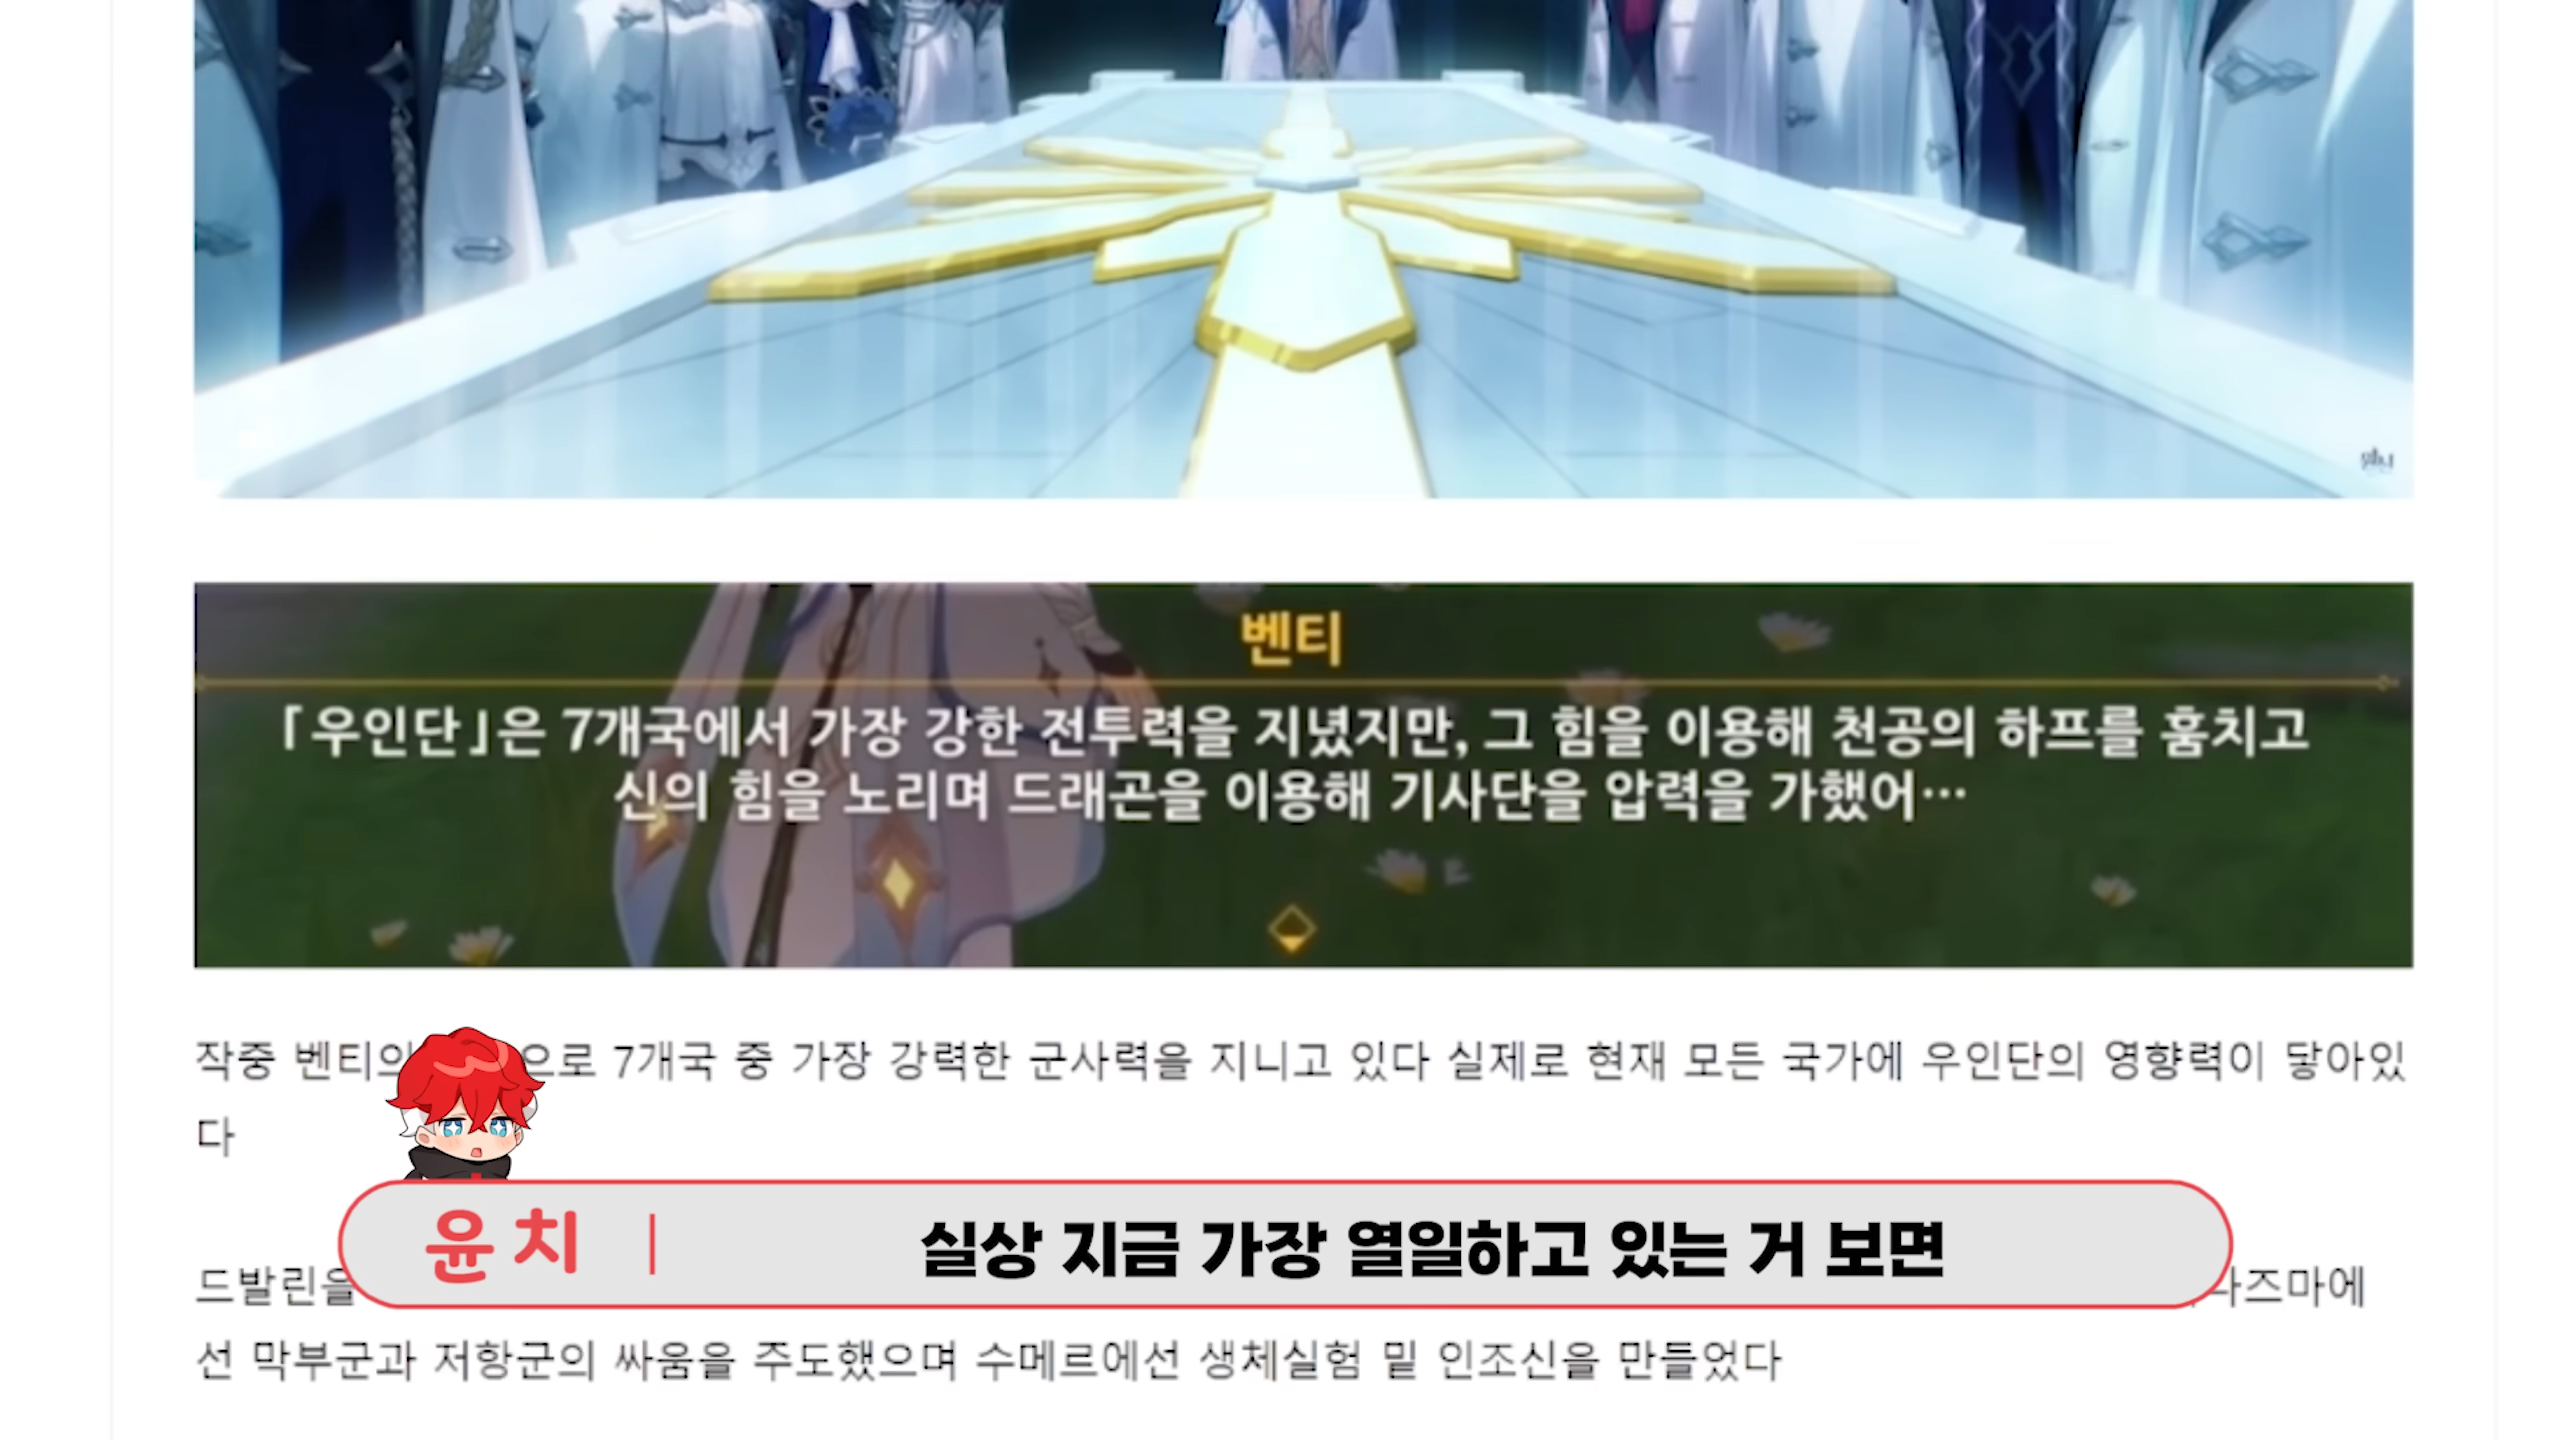 벤티
「우인단」은 7개국에서 가장 강한 전투력을 지녔지만, 그 힘을 이용해 천공의 하프를 훔치고
신의 힘을 노리며 드래곤을 이용해 기사단을 압력을 가했어…
작중 벤티의 으로 7개국 중 가장 강력한 군사력을 지니고 있다 실제로 현재 모든 국가에 우인단의 영향력이 닿아있
다
윤치 | 실상 지금 가장 열일하고 있는 거 보면
드발린을 나즈마에
선 막부군과 저항군의 싸움을 주도했으며 수메르에선 생체실험 밑 인조신을 만들었다